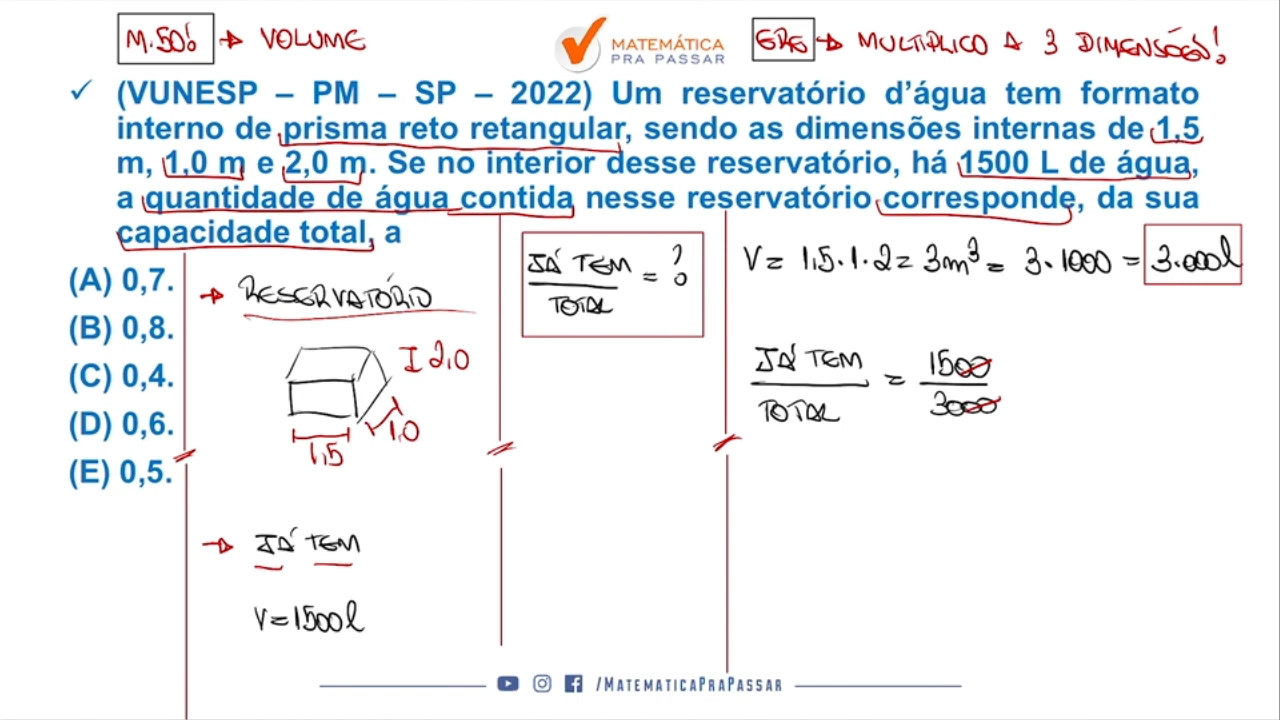 M.50! → VOLUME
MATEMÁTICA
PRA PASSAR
→ MULTIPLICO A 3 DIMENSÕES!
✓ (VUNESP – PM – SP – 2022) Um reservatório d’água tem formato
interno de prisma reto retangular, sendo as dimensões internas de 1,5
m, 1,0 m e 2,0 m. Se no interior desse reservatório, há 1500 L de água,
a quantidade de água contida nesse reservatório corresponde, da sua
capacidade total, a
(A) 0,7.
(B) 0,8.
(C) 0,4.
(D) 0,6.
(E) 0,5.
→ RESERVATÓRIO
2,0
1,0
1,5
→ JÁ TEM
V = 1500l
JÁ TEM
TOTAL
= ?
V = 1,5 · 1 · 2 = 3m³ = 3 · 1000 = 3.000l
JÁ TEM
TOTAL
=
1500
3000
/MATEMATICAPRAPASSAR